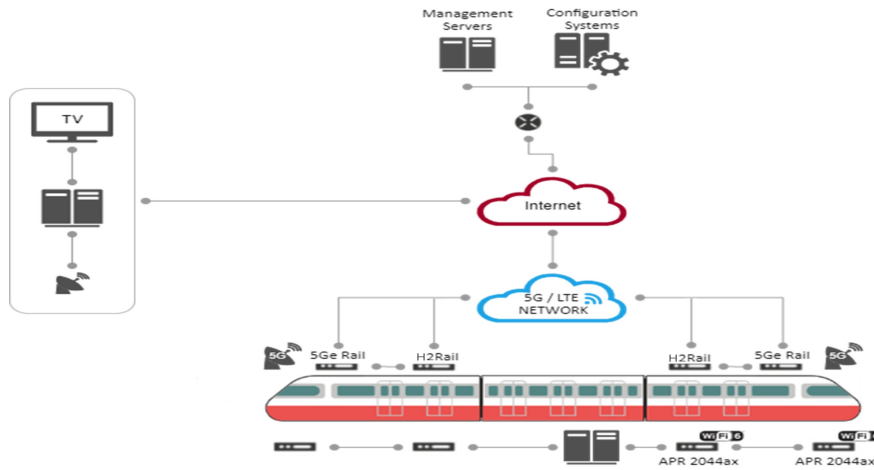 Management
Servers
Configuration
Systems
TV
Internet
5G / LTE
NETWORK
5G
5Ge Rail
H2Rail
H2Rail
5Ge Rail
5G
WiFi 6
WiFi 6
APR 2044ax
APR 2044ax